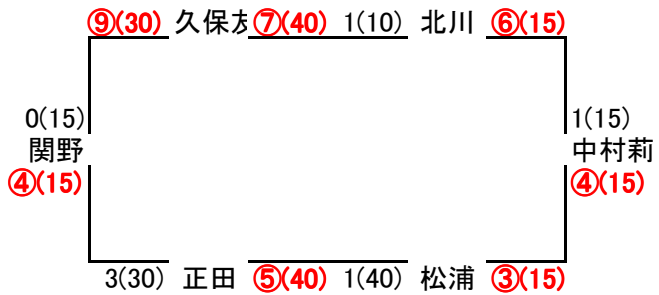 ⑨(30) 久保友 ⑦(40) 1(10) 北川 ⑥(15)
0(15) 1(15)
関野 中村莉
④(15) ④(15)
3(30) 正田 ⑤(40) 1(40) 松浦 ③(15)